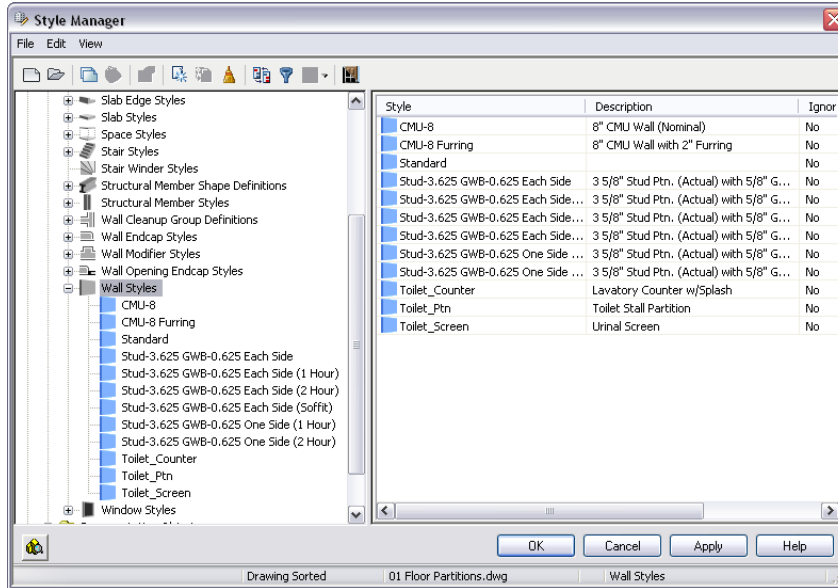 Style Manager
File Edit View
Slab Edge Styles
Slab Styles
Space Styles
Stair Styles
Stair Winder Styles
Structural Member Shape Definitions
Structural Member Styles
Wall Cleanup Group Definitions
Wall Endcap Styles
Wall Modifier Styles
Wall Opening Endcap Styles
Wall Styles
CMU-8
CMU-8 Furring
Standard
Stud-3.625 GWB-0.625 Each Side
Stud-3.625 GWB-0.625 Each Side (1 Hour)
Stud-3.625 GWB-0.625 Each Side (2 Hour)
Stud-3.625 GWB-0.625 Each Side (Soffit)
Stud-3.625 GWB-0.625 One Side (1 Hour)
Stud-3.625 GWB-0.625 One Side (2 Hour)
Toilet_Counter
Toilet_Ptn
Toilet_Screen
Window Styles
Style Description Ignor
CMU-8 8" CMU Wall (Nominal) No
CMU-8 Furring 8" CMU Wall with 2" Furring No
Standard No
Stud-3.625 GWB-0.625 Each Side 3 5/8" Stud Ptn. (Actual) with 5/8" G... No
Stud-3.625 GWB-0.625 Each Side... 3 5/8" Stud Ptn. (Actual) with 5/8" G... No
Stud-3.625 GWB-0.625 Each Side... 3 5/8" Stud Ptn. (Actual) with 5/8" G... No
Stud-3.625 GWB-0.625 Each Side... 3 5/8" Stud Ptn. (Actual) with 5/8" G... No
Stud-3.625 GWB-0.625 One Side ... 3 5/8" Stud Ptn. (Actual) with 5/8" G... No
Stud-3.625 GWB-0.625 One Side ... 3 5/8" Stud Ptn. (Actual) with 5/8" G... No
Toilet_Counter Lavatory Counter w/Splash No
Toilet_Ptn Toilet Stall Partition No
Toilet_Screen Urinal Screen No
OK Cancel Apply Help
Drawing Sorted 01 Floor Partitions.dwg Wall Styles